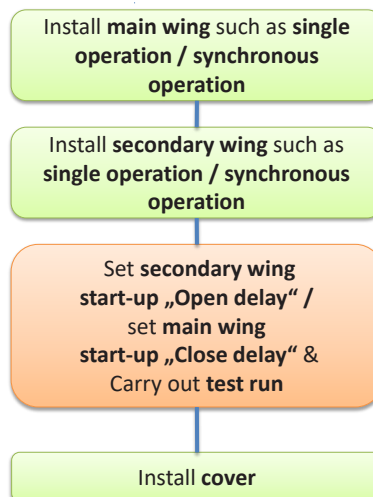 Install main wing such as single
operation / synchronous
operation
Install secondary wing such as
single operation / synchronous
operation
Set secondary wing
start-up „Open delay“ /
set main wing
start-up „Close delay“ &
Carry out test run
Install cover